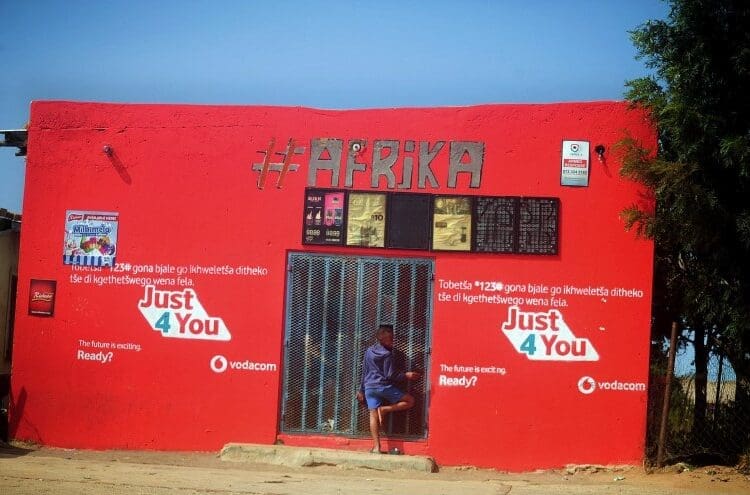 #AFRIKA
Tobetša *123# gona bjale go ikhweletša ditheko
tše di kgethetšwego wena fela.
Just
4 You
The future is exciting.
Ready?
vodacom
Tobetša *123# gona bjale go ikhweletša ditheko
tše di kgethetšwego wena fela.
Just
4 You
The future is exciting.
Ready?
vodacom